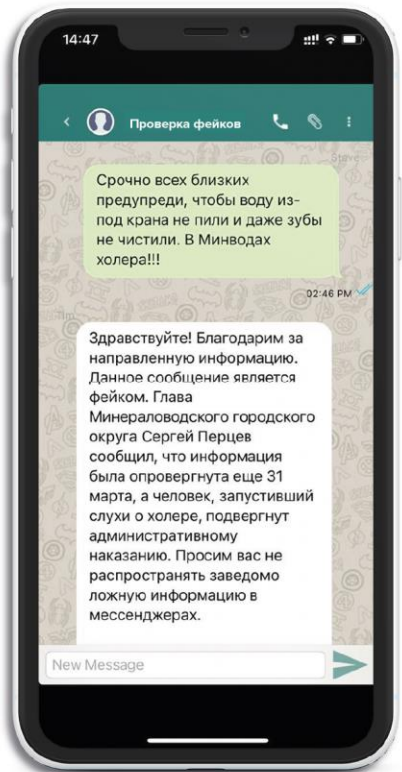 14:47
Проверка фейков
Steve
Срочно всех близких
предупреди, чтобы воду из-
под крана не пили и даже зубы
не чистили. В Минводах
холера!!!
02:46 PM
Tim
Здравствуйте! Благодарим за
направленную информацию.
Данное сообщение является
фейком. Глава
Минераловодского городского
округа Сергей Перцев
сообщил, что информация
была опровергнута еще 31
марта, а человек, запустивший
слухи о холере, подвергнут
административному
наказанию. Просим вас не
распространять заведомо
ложную информацию в
мессенджерах.
New Message